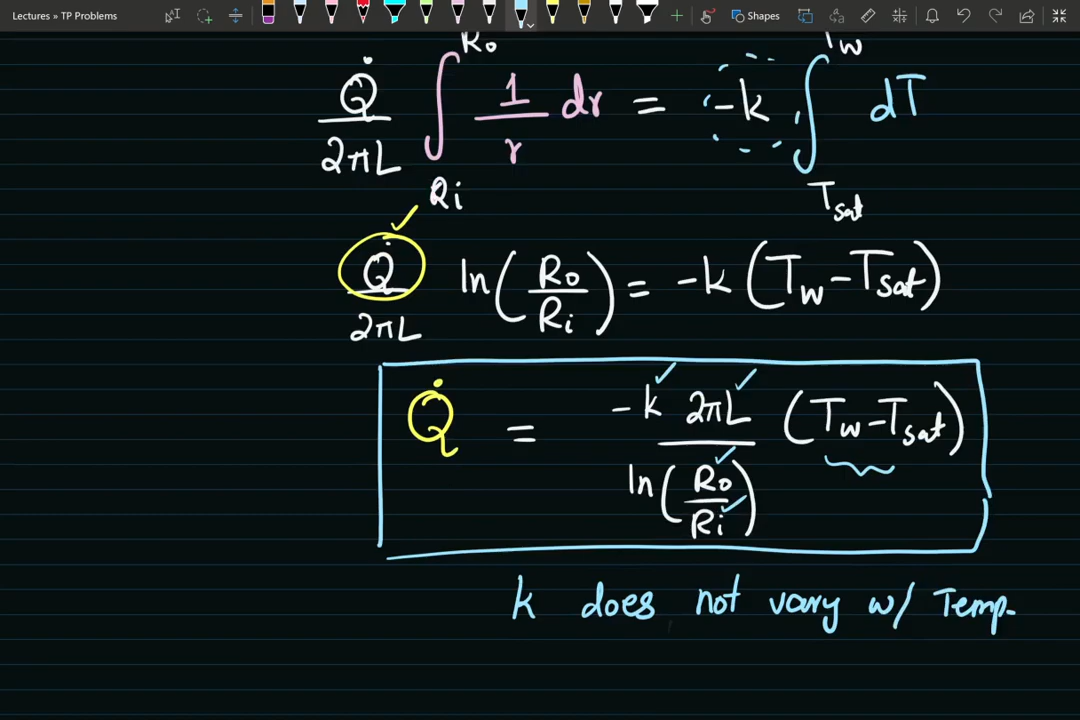 Lectures » TP Problems
Shapes
Ro Tw
Q̇ / 2πL ∫ 1/r dr = -k ∫ dT
Ri Tsat
Q̇ / 2πL ln(Ro/Ri) = -k (Tw - Tsat)
Q̇ = -k 2πL / ln(Ro/Ri) (Tw - Tsat)
k does not vary w/ Temp.